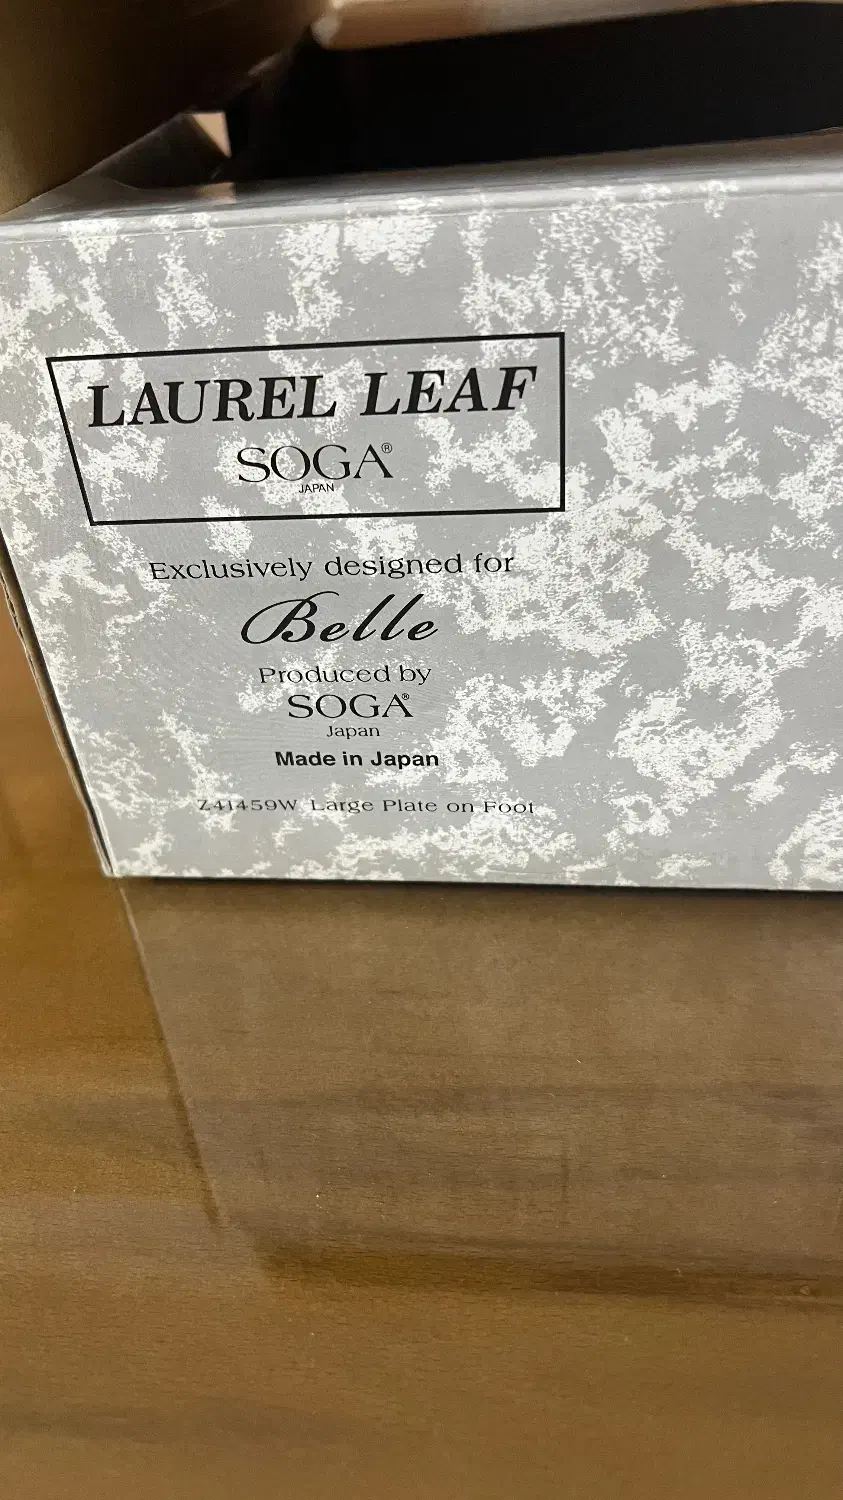 LAUREL LEAF
SOGA®
JAPAN
Exclusively designed for
Belle
Produced by
SOGA®
Japan
Made in Japan
Z41459W Large Plate on Foot